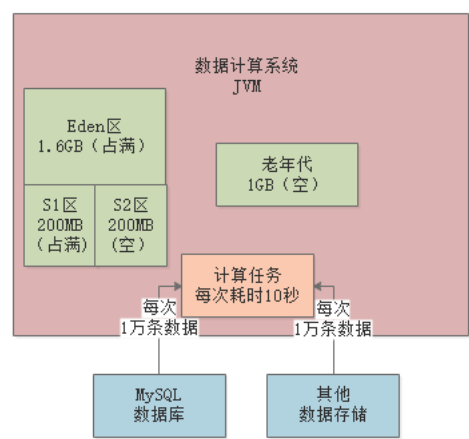 数据计算系统
JVM
Eden区
1.6GB（占满）
S1区
200MB
（占满）
S2区
200MB
（空）
老年代
1GB（空）
计算任务
每次耗时10秒
每次
1万条数据
每次
1万条数据
MySQL
数据库
其他
数据存储